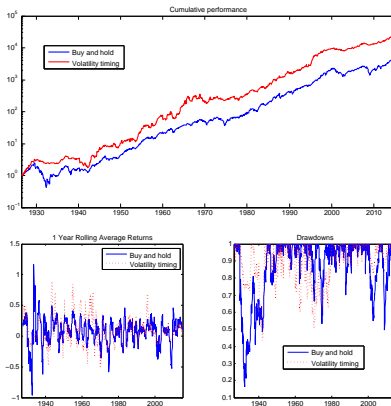 Cumulative performance
10^5
10^4
10^3
10^2
10^1
10^0
10^-1
Buy and hold
Volatility timing
1930 1940 1950 1960 1970 1980 1990 2000 2010
1 Year Rolling Average Returns
1.5
1
0.5
0
−0.5
−1
Buy and hold
Volatility timing
1940 1960 1980 2000
Drawdowns
1
0.9
0.8
0.7
0.6
0.5
0.4
0.3
0.2
0.1
Buy and hold
Volatility timing
1940 1960 1980 2000